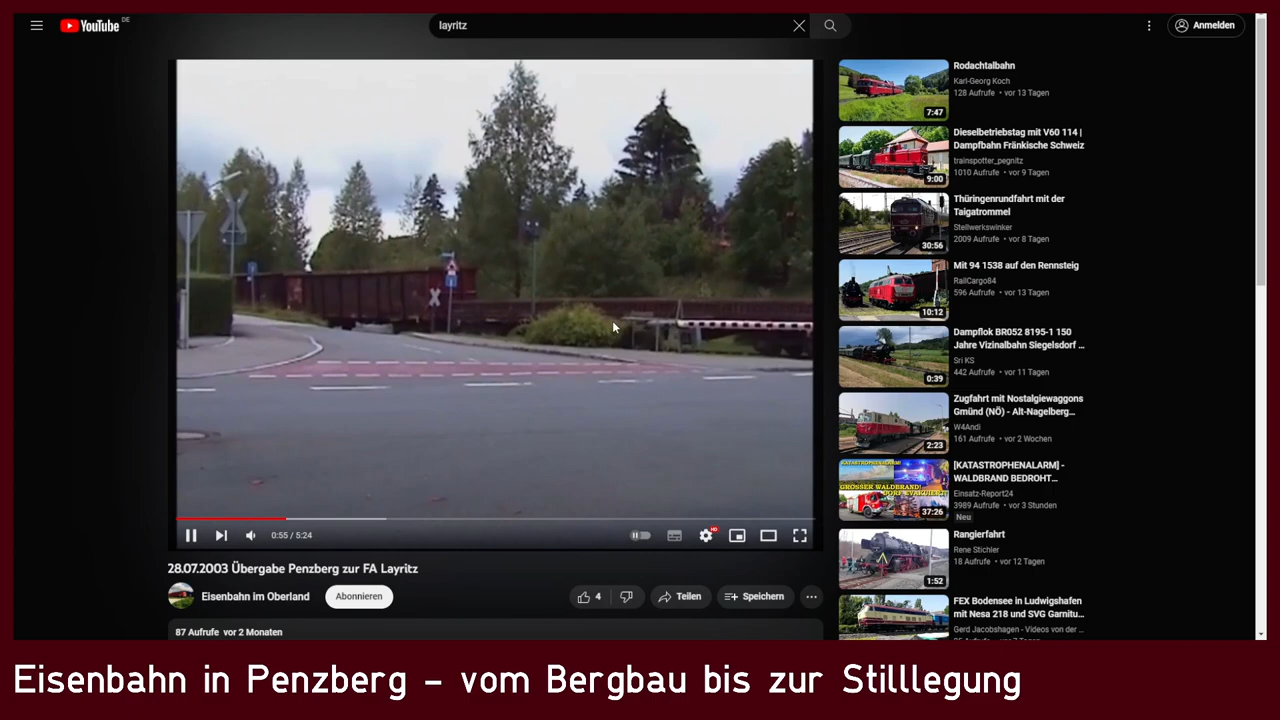 YouTube DE
layritz
Anmelden
0:55 / 5:24
HD
28.07.2003 Übergabe Penzberg zur FA Layritz
Eisenbahn im Oberland
Abonnieren
4
Teilen
Speichern
87 Aufrufe vor 2 Monaten
Rodachtalbahn
Karl-Georg Koch
128 Aufrufe • vor 13 Tagen
7:47
Dieselbetriebstag mit V60 114 |
Dampfbahn Fränkische Schweiz
trainspotter_pegnitz
1010 Aufrufe • vor 9 Tagen
9:00
Thüringenrundfahrt mit der
Taigatrommel
Stellwerkswinker
2009 Aufrufe • vor 8 Tagen
30:56
Mit 94 1538 auf den Rennsteig
RailCargo84
596 Aufrufe • vor 13 Tagen
10:12
Dampflok BR052 8195-1 150
Jahre Vizinalbahn Siegelsdorf ...
Sri KS
442 Aufrufe • vor 11 Tagen
0:39
Zugfahrt mit Nostalgiewaggons
Gmünd (NÖ) - Alt-Nagelberg...
W4Andi
161 Aufrufe • vor 2 Wochen
2:23
[KATASTROPHENALARM] -
WALDBRAND BEDROHT...
Einsatz-Report24
3989 Aufrufe • vor 3 Stunden
Neu
KATASTROPHENALARM!
GROSSER WALDBRAND!
DORF EVAKUIERT
37:26
Rangierfahrt
Rene Stichler
18 Aufrufe • vor 12 Tagen
1:52
FEX Bodensee in Ludwigshafen
mit Nesa 218 und SVG Garnitu...
Gerd Jacobshagen - Videos von der ...
Eisenbahn in Penzberg – vom Bergbau bis zur Stilllegung